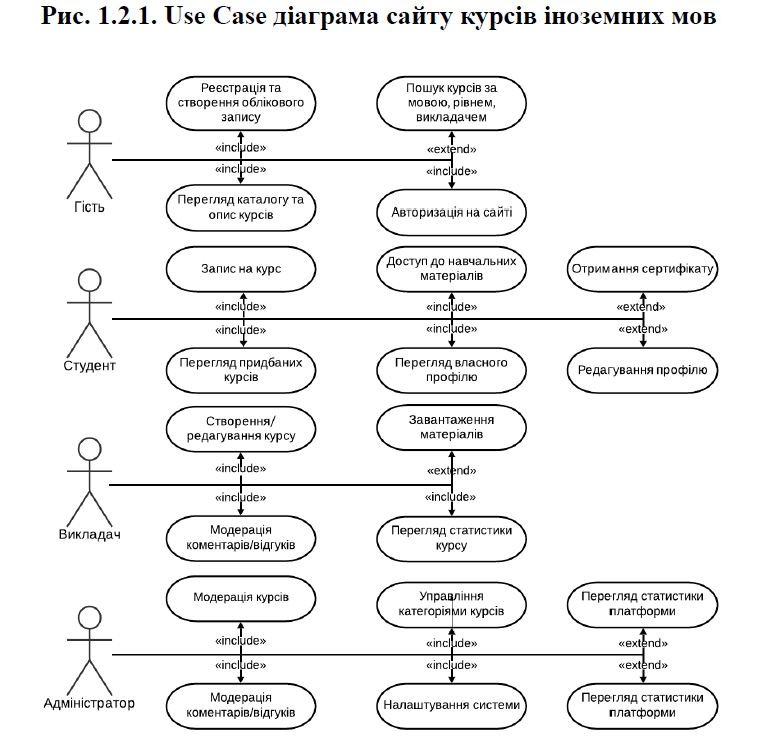 Рис. 1.2.1. Use Case діаграма сайту курсів іноземних мов
Реєстрація та
створення облікового
запису
Пошук курсів за
мовою, рівнем,
викладачем
«include»
«extend»
«include»
«include»
Гість
Перегляд каталогу та
опис курсів
Авторизація на сайті
Запис на курс
Доступ до навчальних
матеріалів
Отримання сертифікату
«include»
«include»
«extend»
«include»
«include»
«extend»
Студент
Перегляд придбаних
курсів
Перегляд власного
профілю
Редагування профілю
Створення/
редагування курсу
Завантаження
матеріалів
«include»
«extend»
«include»
«include»
Викладач
Модерація
коментарів/відгуків
Перегляд статистики
курсу
Модерація курсів
Управління
категоріями курсів
Перегляд статистики
платформи
«include»
«include»
«extend»
«include»
«include»
«extend»
Адміністратор
Модерація
коментарів/відгуків
Налаштування системи
Перегляд статистики
платформи